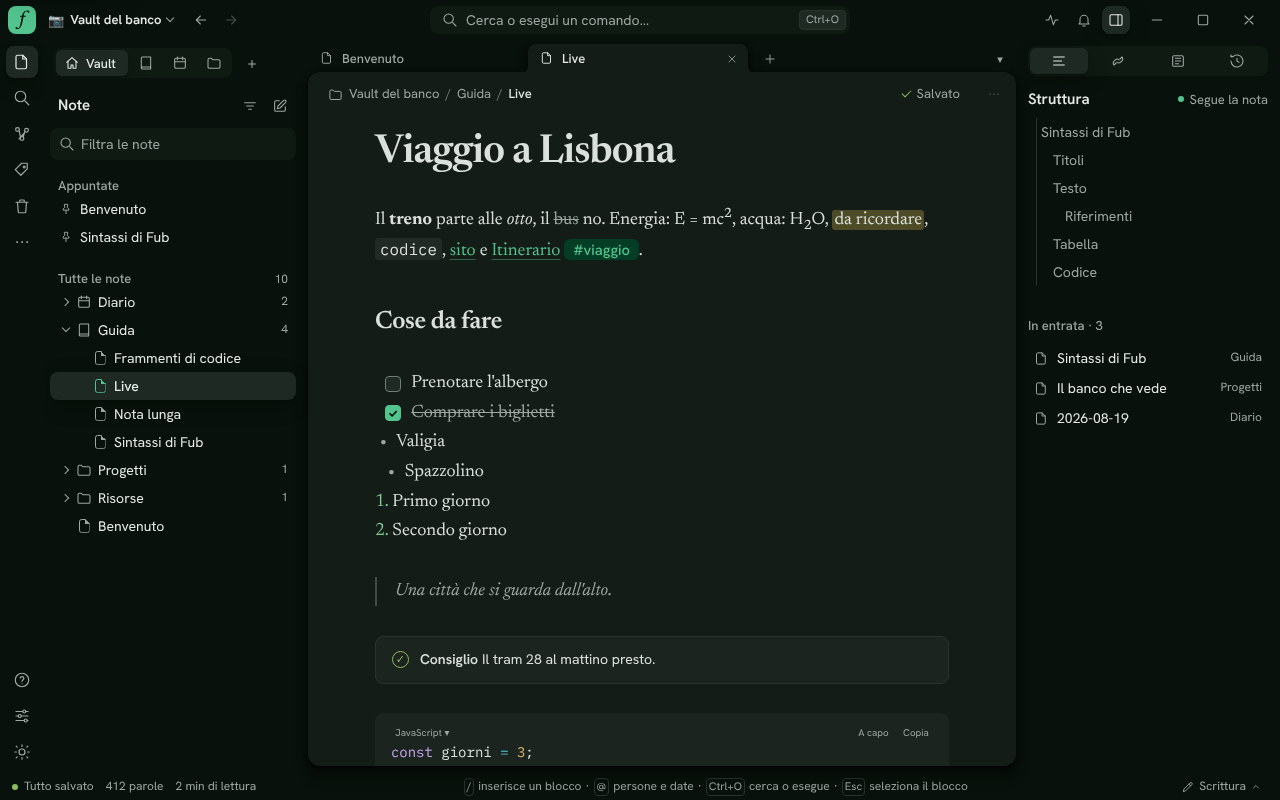 Vault del banco
Cerca o esegui un comando...
Ctrl+O
Vault
Benvenuto
Live
Note
Filtra le note
Appuntate
Benvenuto
Sintassi di Fub
Tutte le note 10
Diario 2
Guida 4
Frammenti di codice
Live
Nota lunga
Sintassi di Fub
Progetti 1
Risorse 1
Benvenuto
Vault del banco / Guida / Live
Salvato
Viaggio a Lisbona
Il treno parte alle otto, il bus no. Energia: E = mc², acqua: H₂O, da ricordare,
codice, sito e Itinerario #viaggio.
Cose da fare
Prenotare l'albergo
Comprare i biglietti
• Valigia
• Spazzolino
1. Primo giorno
2. Secondo giorno
Una città che si guarda dall'alto.
Consiglio Il tram 28 al mattino presto.
JavaScript ▾
A capo Copia
const giorni = 3;
Struttura
Segue la nota
Sintassi di Fub
Titoli
Testo
Riferimenti
Tabella
Codice
In entrata · 3
Sintassi di Fub Guida
Il banco che vede Progetti
2026-08-19 Diario
Tutto salvato 412 parole 2 min di lettura
/ inserisce un blocco · @ persone e date · Ctrl+O cerca o esegue · Esc seleziona il blocco
Scrittura